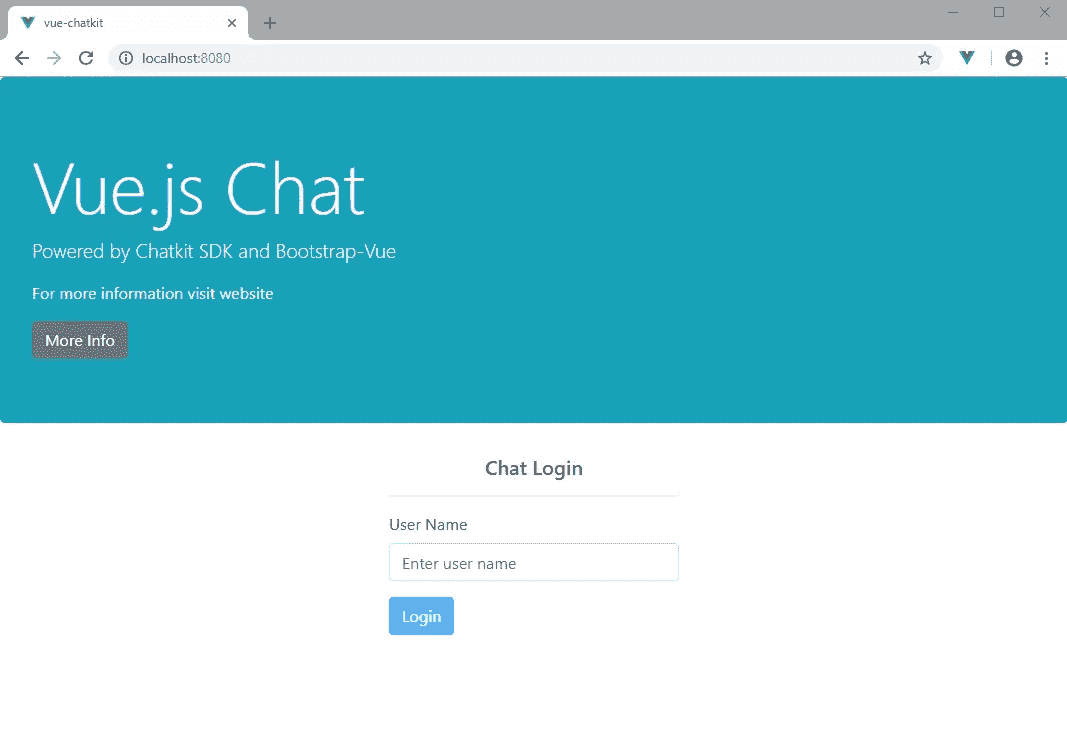 vue-chatkit
localhost:8080
Vue.js Chat
Powered by Chatkit SDK and Bootstrap-Vue
For more information visit website
More Info
Chat Login
User Name
Enter user name
Login